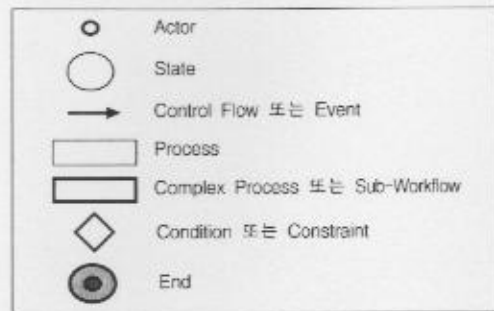 Actor
State
Control Flow 또는 Event
Process
Complex Process 또는 Sub-Workflow
Condition 또는 Constraint
End